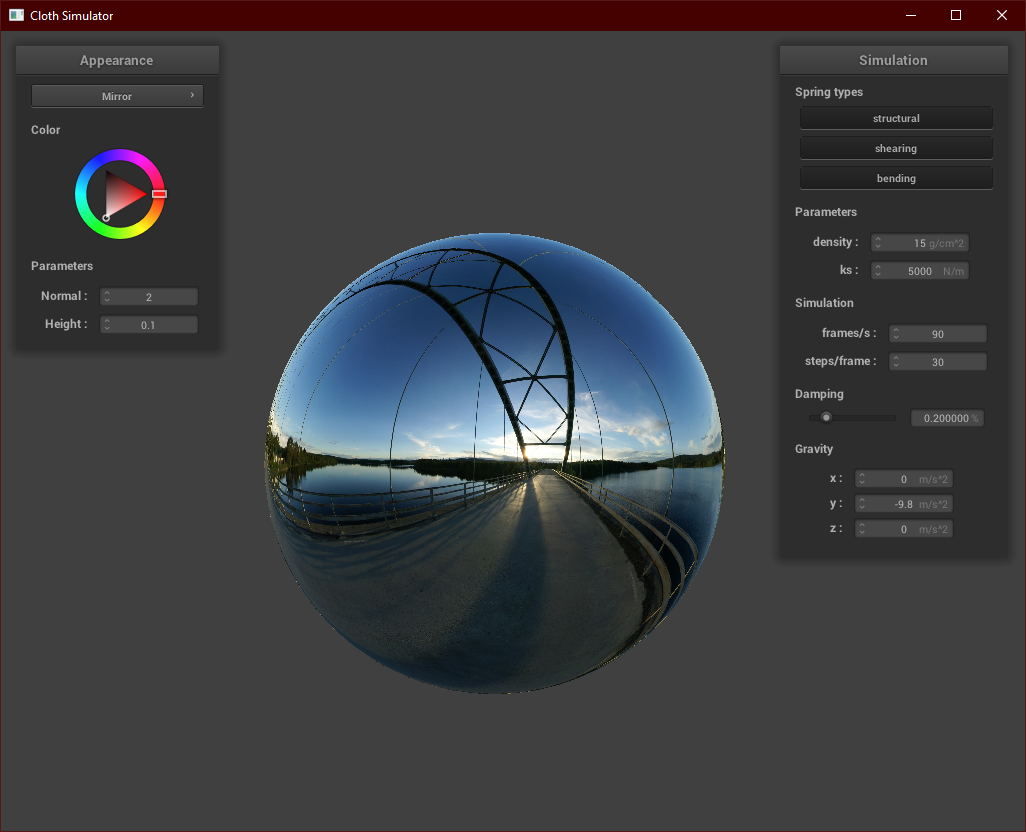 Cloth Simulator
Appearance
Mirror
Color
Parameters
Normal : 2
Height : 0.1
Simulation
Spring types
structural
shearing
bending
Parameters
density : 15 g/cm^2
ks : 5000 N/m
Simulation
frames/s : 90
steps/frame : 30
Damping
0.200000 %
Gravity
x : 0 m/s^2
y : -9.8 m/s^2
z : 0 m/s^2